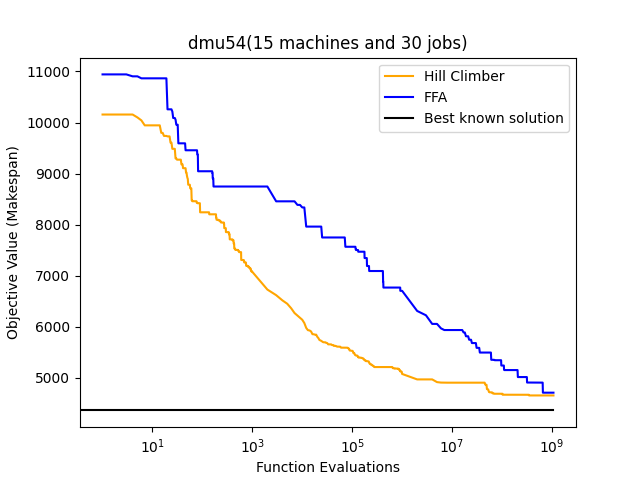 dmu54(15 machines and 30 jobs)
Hill Climber
FFA
Best known solution
Objective Value (Makespan)
11000
10000
9000
8000
7000
6000
5000
10^1 10^3 10^5 10^7 10^9
Function Evaluations